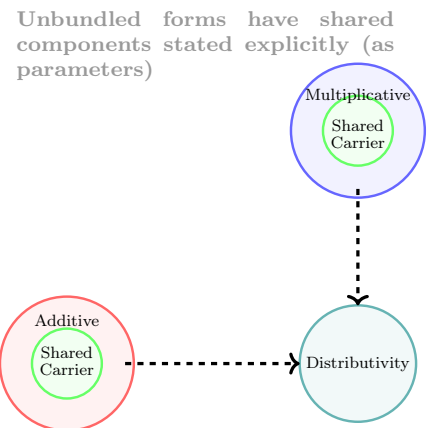 Unbundled forms have shared
components stated explicitly (as
parameters)
Multiplicative
Shared
Carrier
Additive
Shared
Carrier
Distributivity